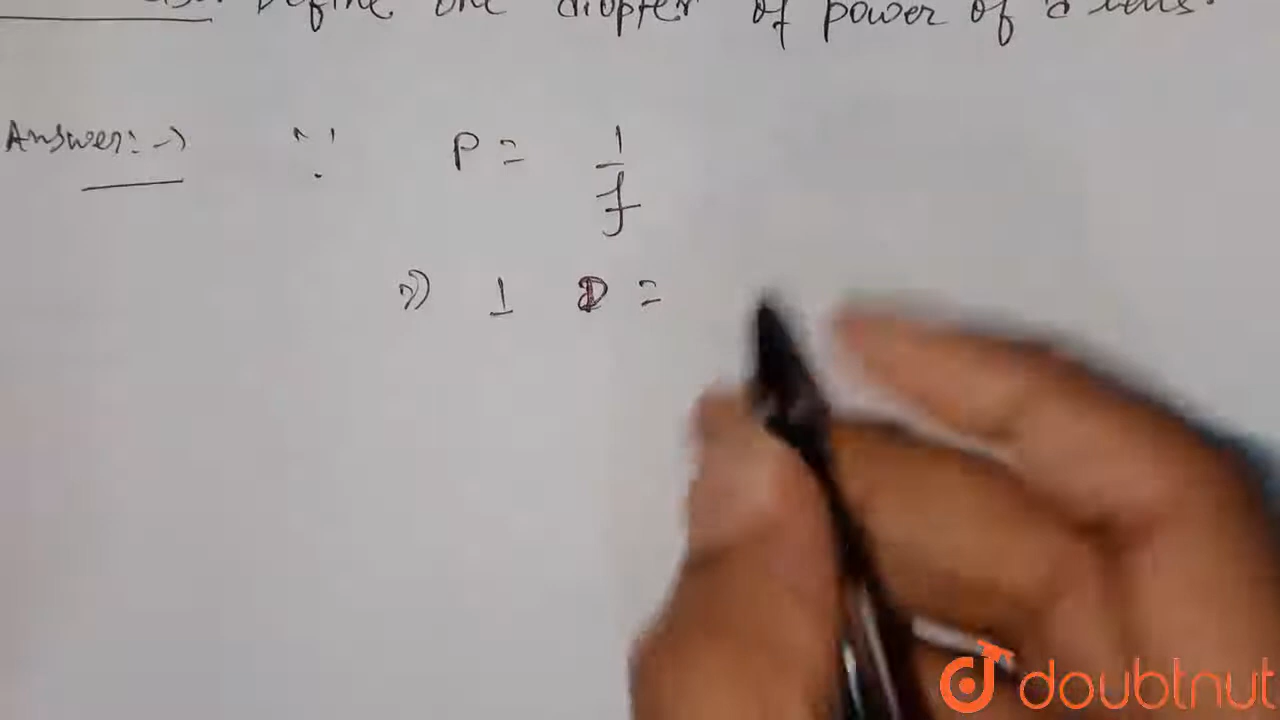 Define one diopter of power of a lens.
Answer:→ ∵ P = 1/f
⇒ 1 D =
doubtnut